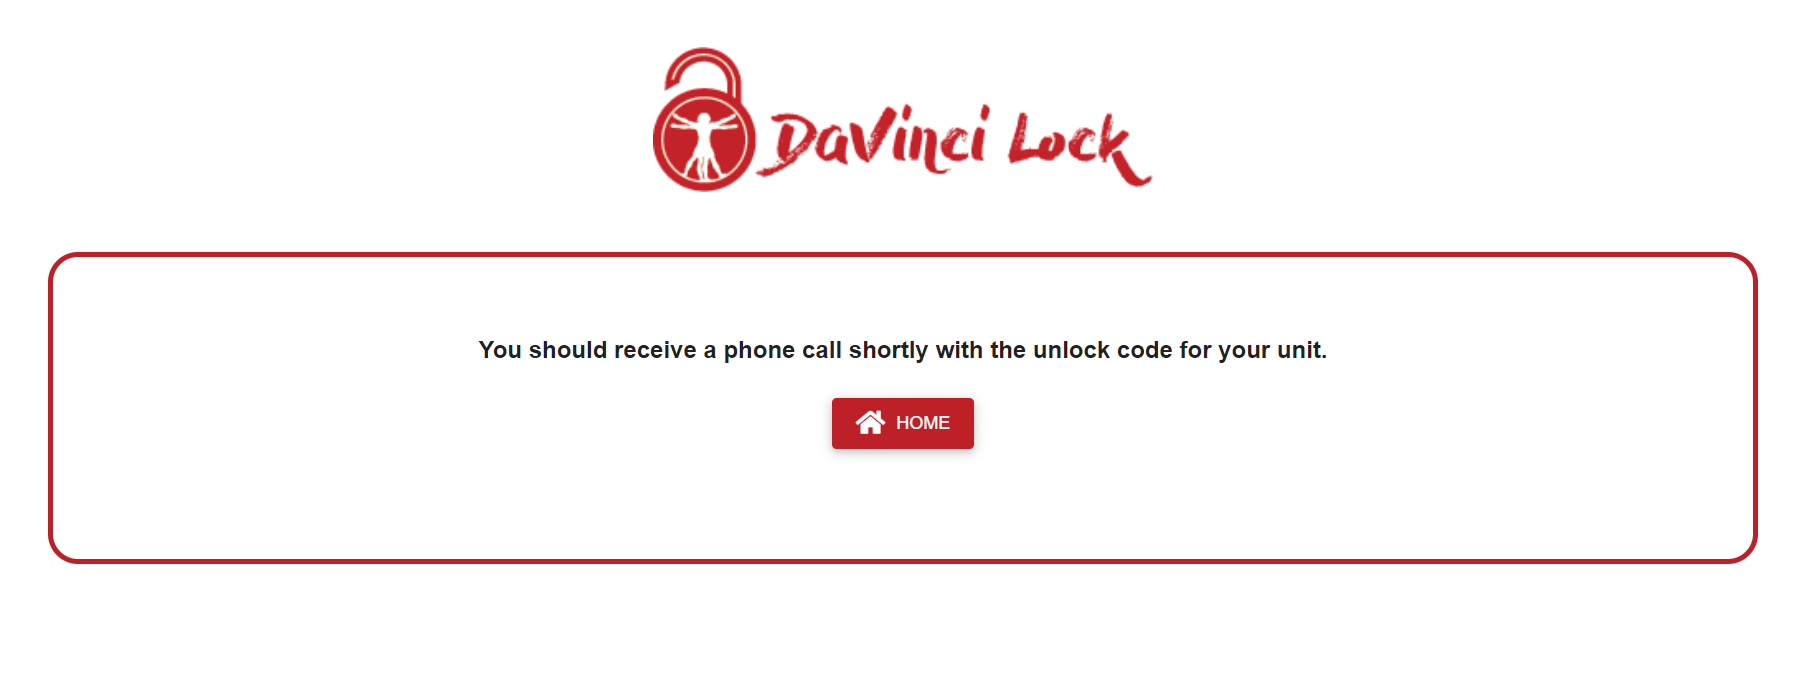 DaVinci Lock
You should receive a phone call shortly with the unlock code for your unit.
HOME